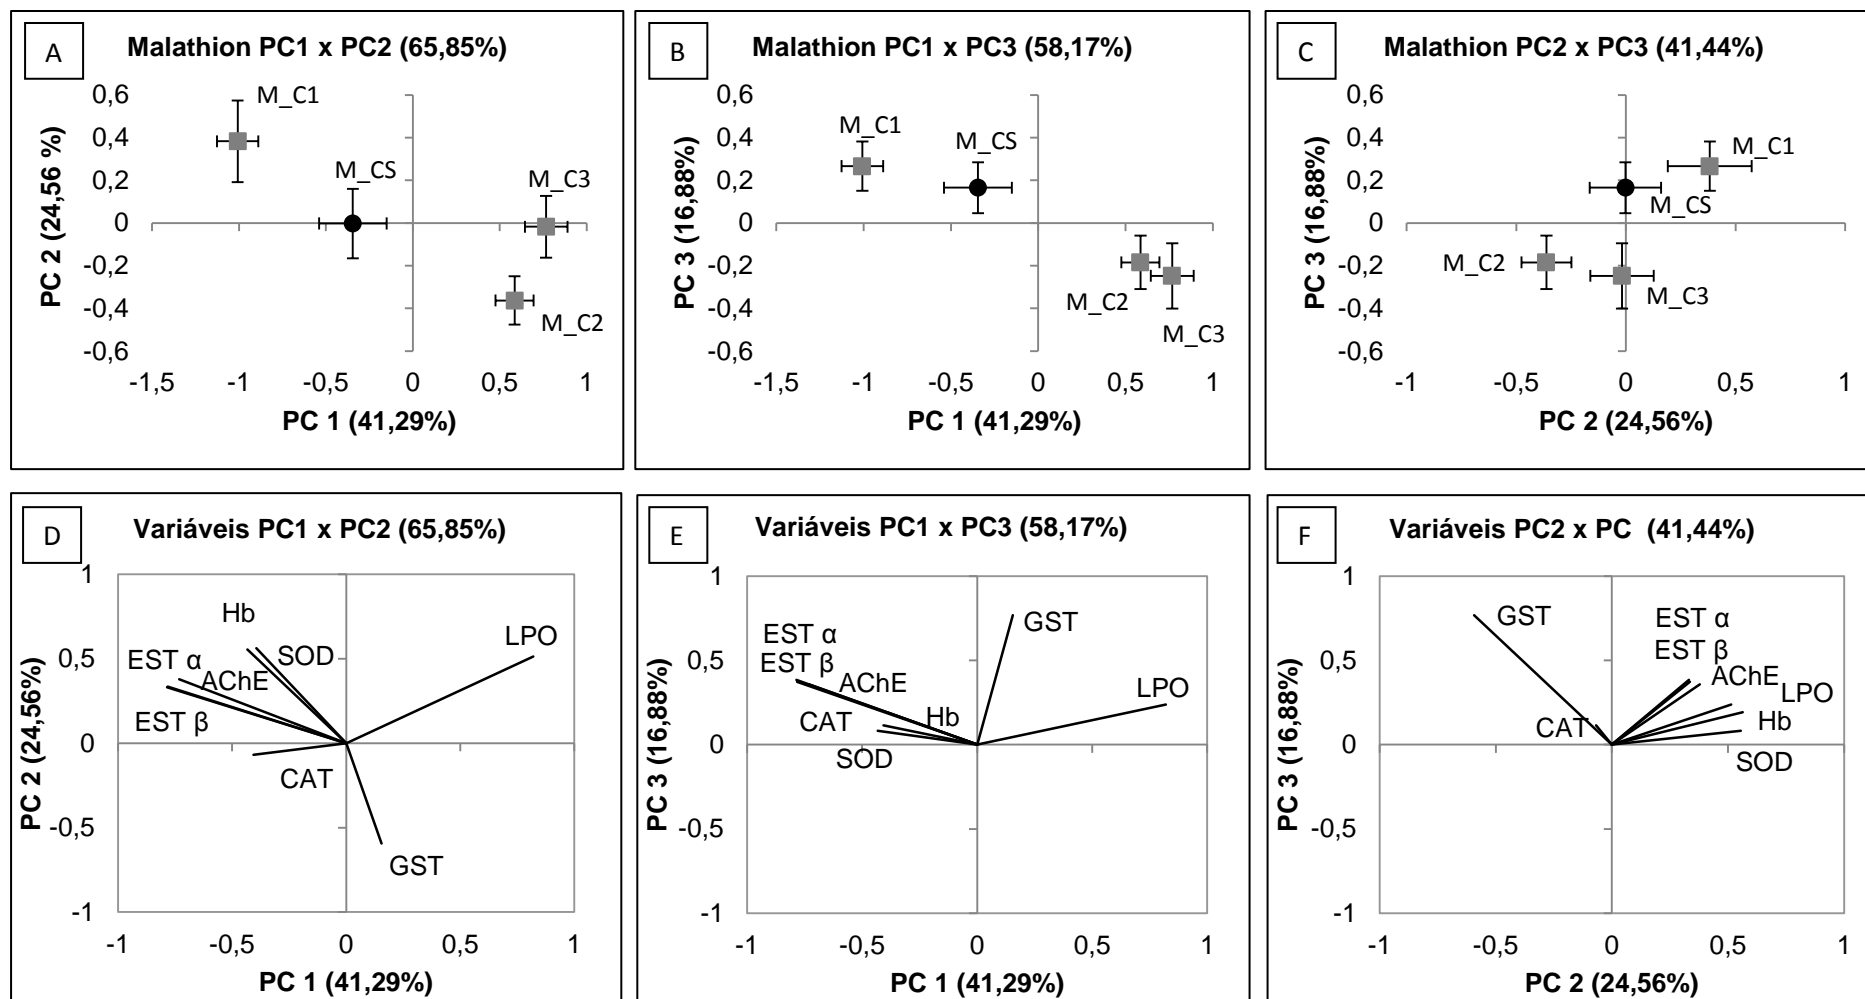 A
Malathion PC1 x PC2 (65,85%)
PC 2 (24,56 %)
0,6
0,4
0,2
0
-0,2
-0,4
-0,6
M_C1
M_CS
M_C3
M_C2
-1,5
-1
-0,5
0
0,5
1
PC 1 (41,29%)
B
Malathion PC1 x PC3 (58,17%)
PC 3 (16,88%)
0,6
0,4
0,2
0
-0,2
-0,4
-0,6
M_C1
M_CS
M_C2
M_C3
-1,5
-1
-0,5
0
0,5
1
PC 1 (41,29%)
C
Malathion PC2 x PC3 (41,44%)
PC 3 (16,88%)
0,6
0,4
0,2
0
-0,2
-0,4
-0,6
M_C1
M_CS
M_C2
M_C3
-1
-0,5
0
0,5
1
PC 2 (24,56%)
D
Variáveis PC1 x PC2 (65,85%)
PC 2 (24,56%)
1
0,5
0
-0,5
-1
Hb
SOD
LPO
EST α
AChE
EST β
CAT
GST
-1
-0,5
0
0,5
1
PC 1 (41,29%)
E
Variáveis PC1 x PC3 (58,17%)
PC 3 (16,88%)
1
0,5
0
-0,5
-1
GST
EST α
EST β
AChE
LPO
CAT
Hb
SOD
-1
-0,5
0
0,5
1
PC 1 (41,29%)
F
Variáveis PC2 x PC (41,44%)
PC 3 (16,88%)
1
0,5
0
-0,5
-1
GST
EST α
EST β
AChE
LPO
CAT
Hb
SOD
-1
-0,5
0
0,5
1
PC 2 (24,56%)